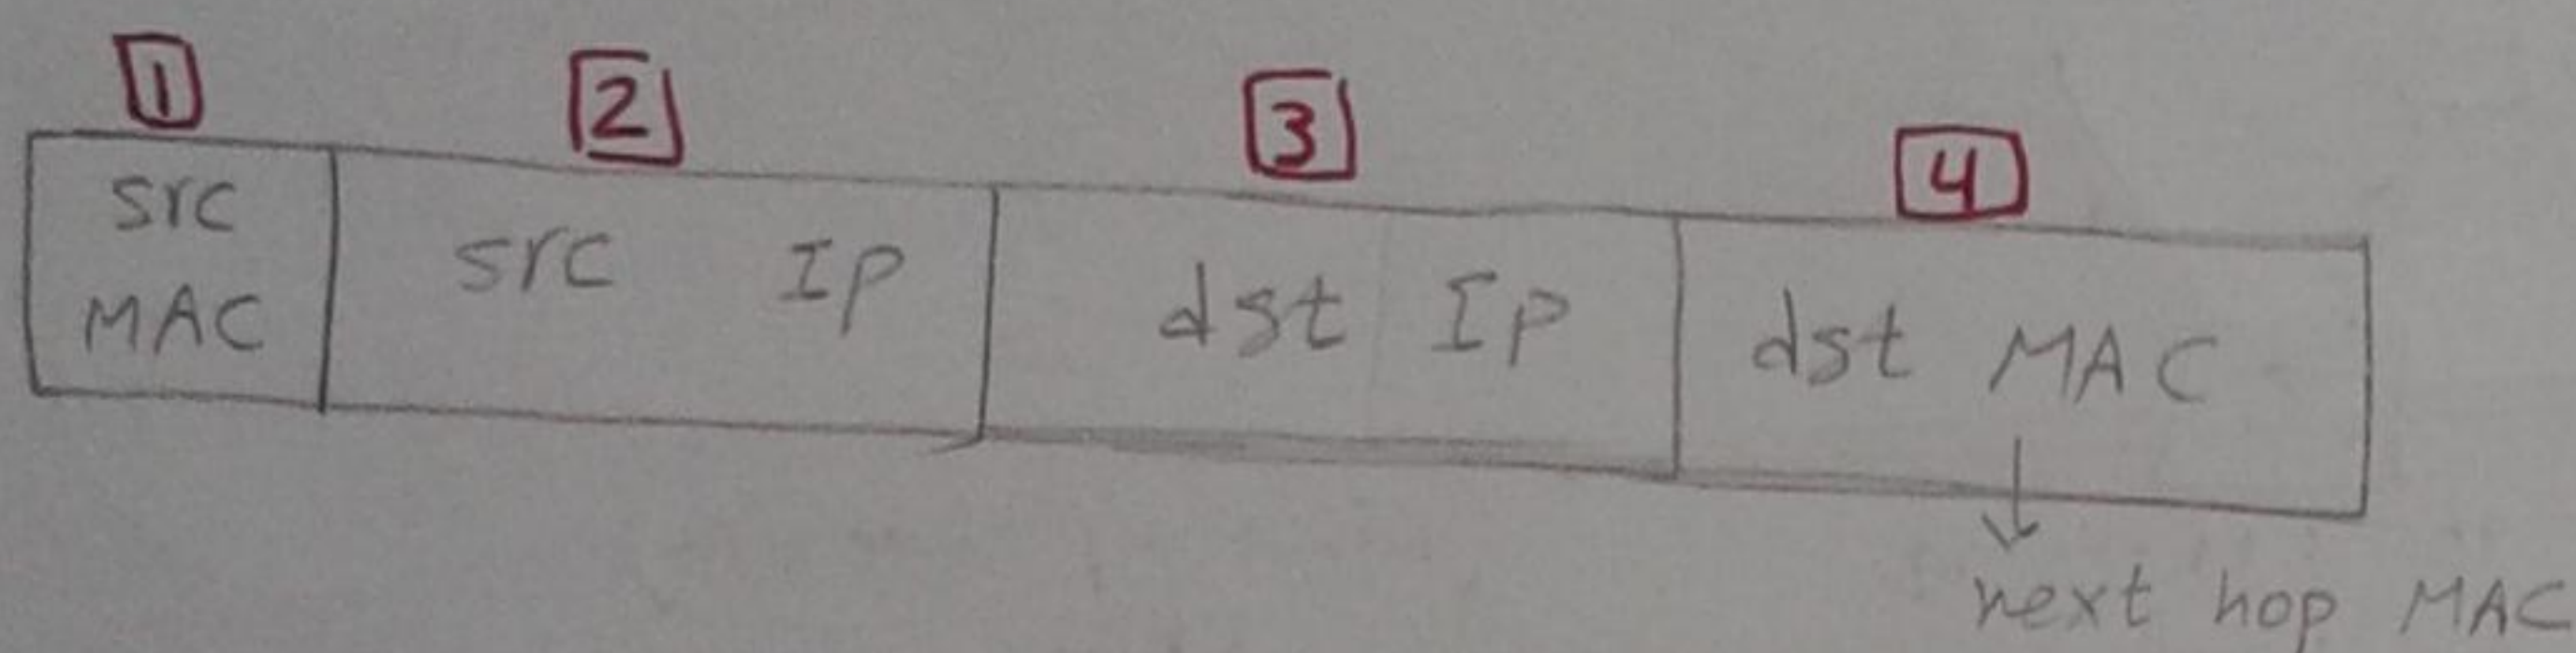 1 2 3 4
src MAC
src IP
dst IP
dst MAC
next hop MAC